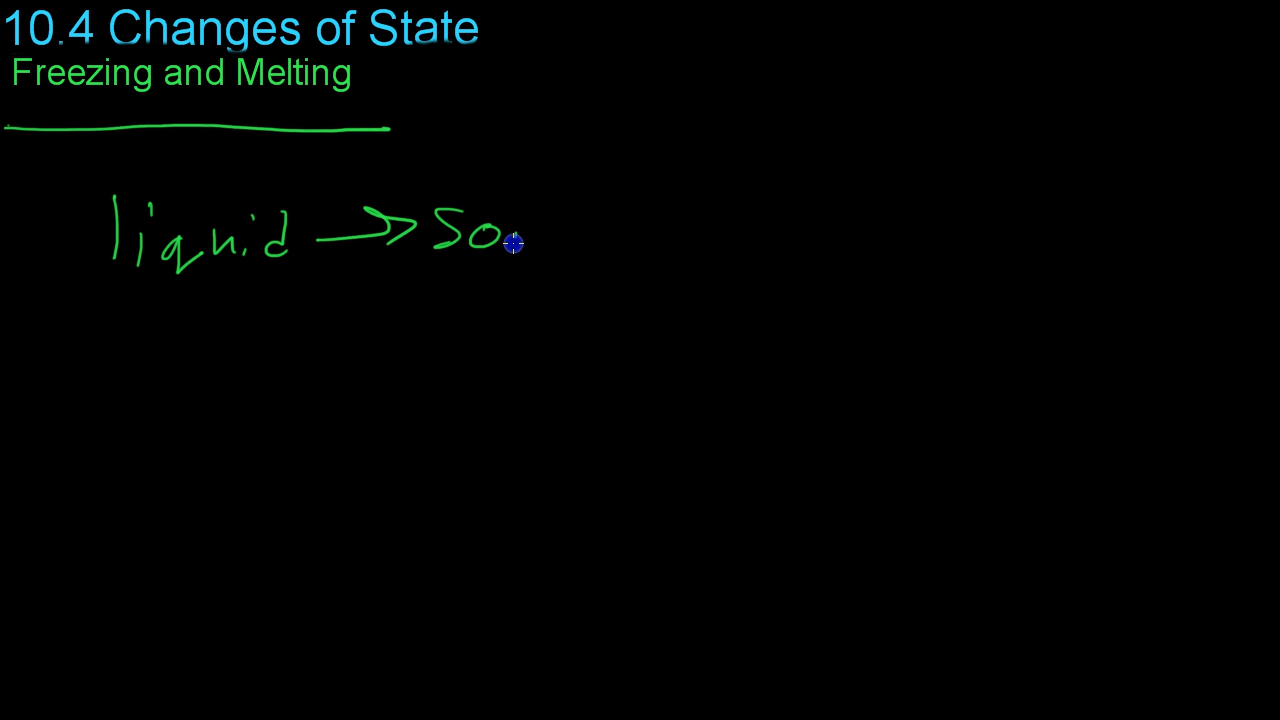 10.4 Changes of State
Freezing and Melting
liquid → so